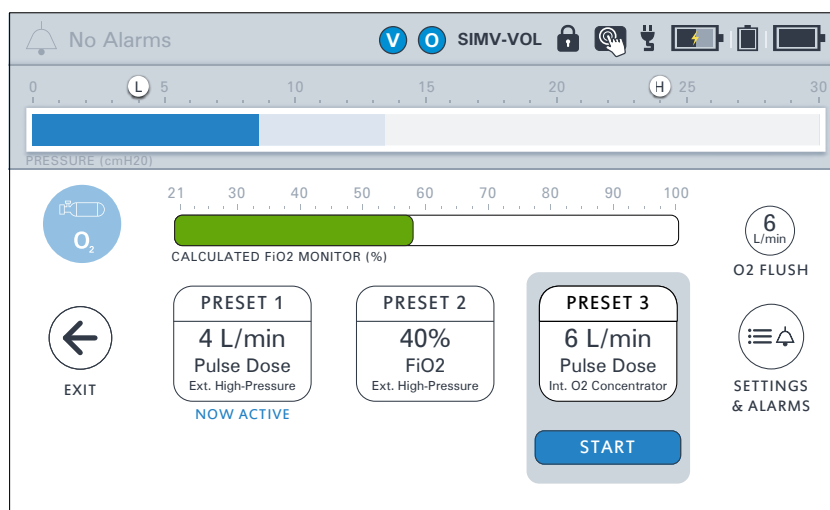 No Alarms V O SIMV-VOL
0 L 5 10 15 20 H 25 30
PRESSURE (cmH20)
21 30 40 50 60 70 80 90 100
O2
CALCULATED FiO2 MONITOR (%)
6
L/min
O2 FLUSH
PRESET 1
4 L/min
Pulse Dose
Ext. High-Pressure
NOW ACTIVE
PRESET 2
40%
FiO2
Ext. High-Pressure
PRESET 3
6 L/min
Pulse Dose
Int. O2 Concentrator
START
EXIT
SETTINGS
& ALARMS